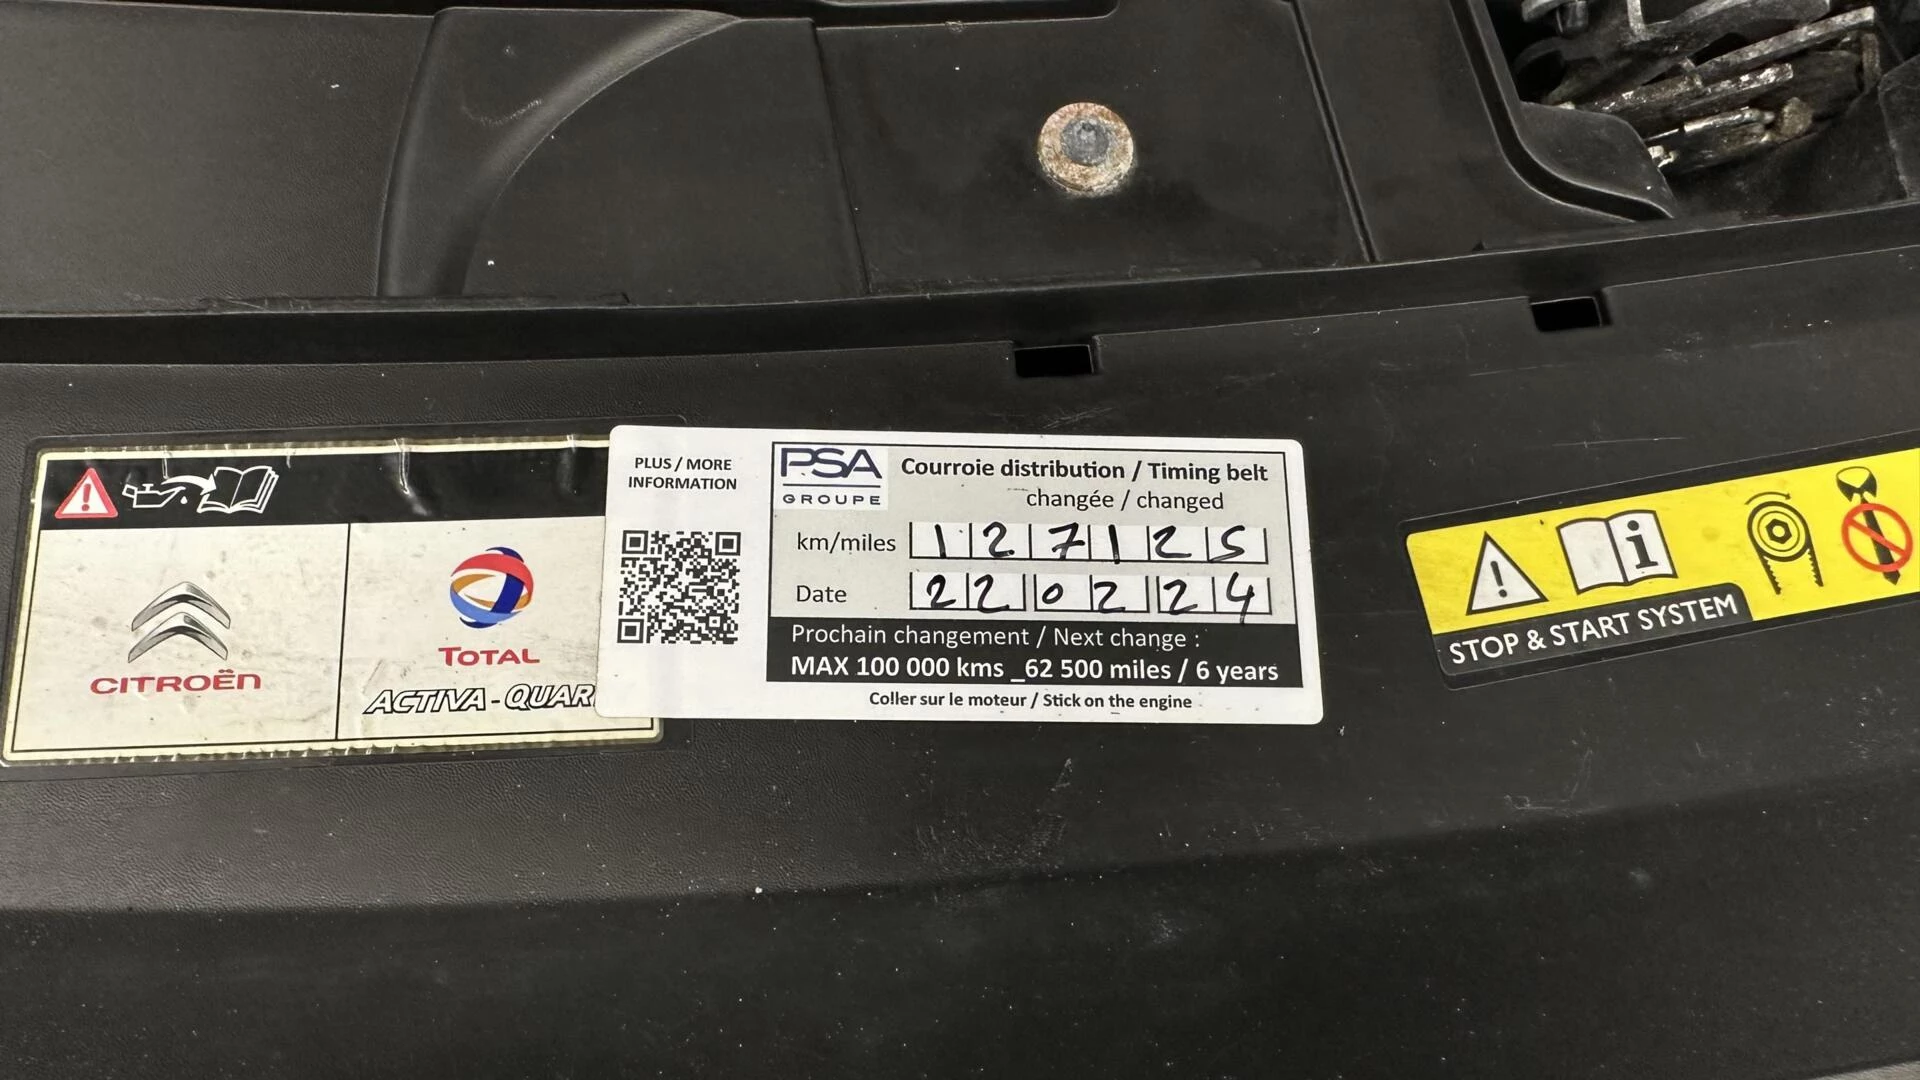 CITROËN
TOTAL
ACTIVA - QUAR
PLUS / MORE
INFORMATION
PSA
GROUPE
Courroie distribution / Timing belt
changée / changed
km/miles 127125
Date 220224
Prochain changement / Next change :
MAX 100 000 kms _62 500 miles / 6 years
Coller sur le moteur / Stick on the engine
STOP & START SYSTEM